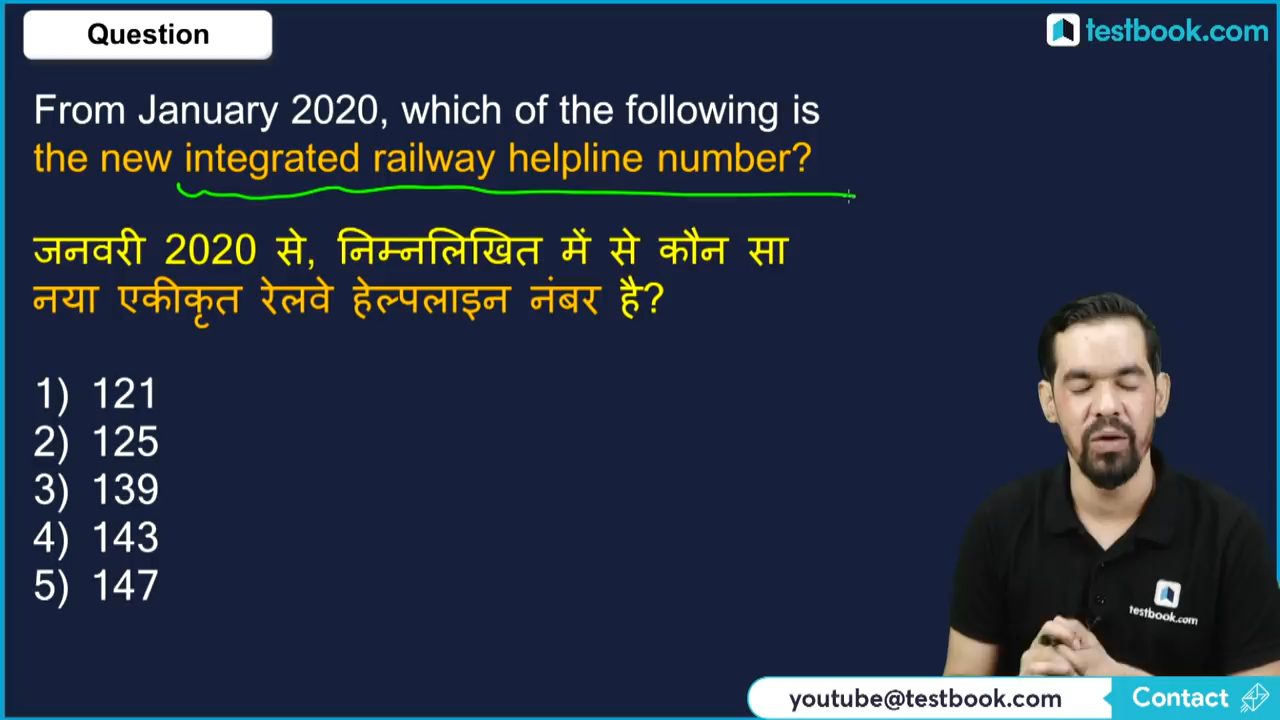 Question
testbook.com
From January 2020, which of the following is
the new integrated railway helpline number?
जनवरी 2020 से, निम्नलिखित में से कौन सा
नया एकीकृत रेलवे हेल्पलाइन नंबर है?
1) 121
2) 125
3) 139
4) 143
5) 147
testbook.com
youtube@testbook.com Contact